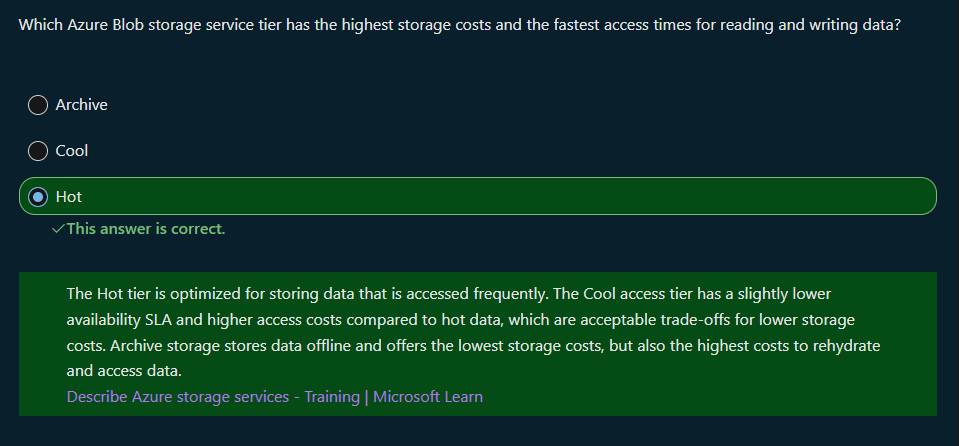 Which Azure Blob storage service tier has the highest storage costs and the fastest access times for reading and writing data?
Archive
Cool
Hot
✓This answer is correct.
The Hot tier is optimized for storing data that is accessed frequently. The Cool access tier has a slightly lower
availability SLA and higher access costs compared to hot data, which are acceptable trade-offs for lower storage
costs. Archive storage stores data offline and offers the lowest storage costs, but also the highest costs to rehydrate
and access data.
Describe Azure storage services - Training | Microsoft Learn